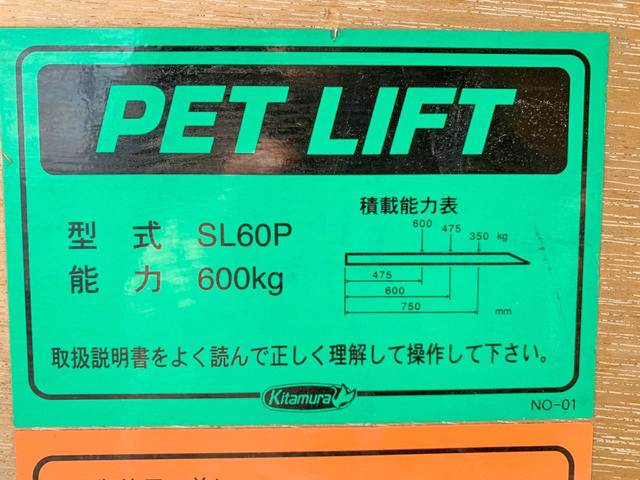 PET LIFT
型式 SL60P
能力 600kg
積載能力表
600 475 350 kg
475
600
750 mm
取扱説明書をよく読んで正しく理解して操作して下さい。
Kitamura
NO-01